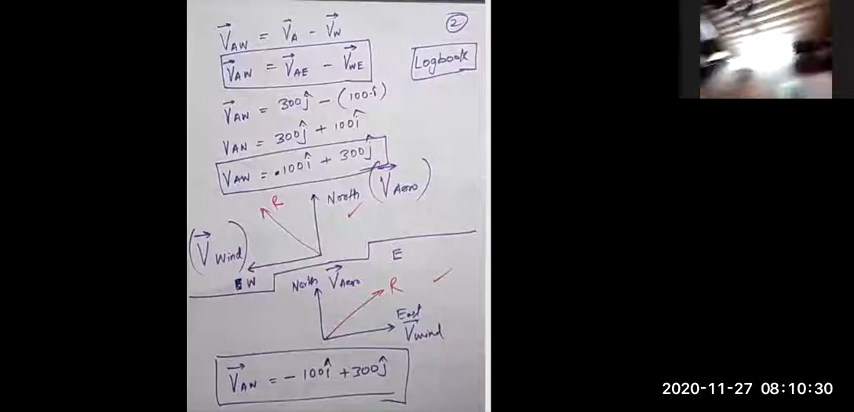 ②
V⃗AW = V⃗A - V⃗W
V⃗AW = V⃗AE - V⃗WE
Logbook
V⃗AW = 300ĵ - (100î)
VAW = 300ĵ + 100î
VAW = 100î + 300ĵ
R
North
(V⃗Aero)
(V⃗Wind)
W
E
North V⃗Aero
R
East
V⃗Wind
V⃗AW = - 100î + 300ĵ
2020-11-27 08:10:30